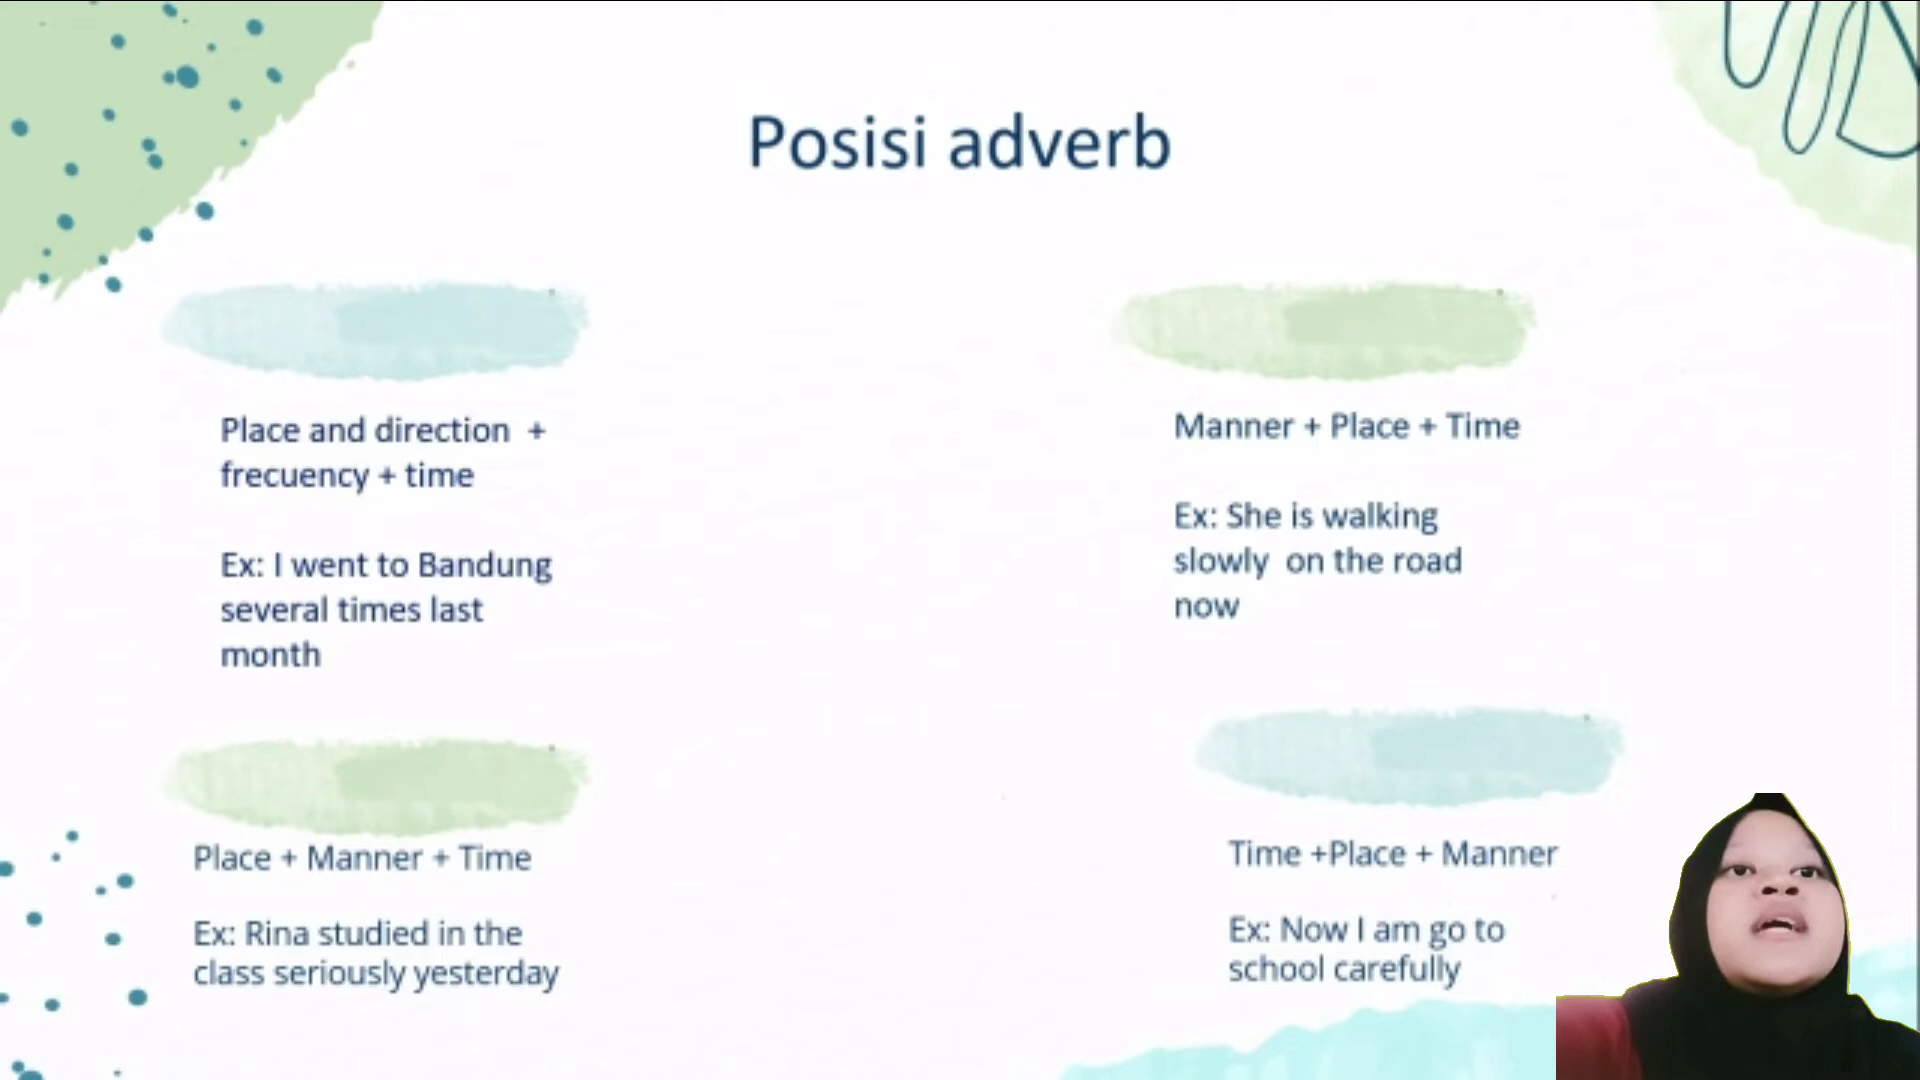 Posisi adverb
Place and direction  +
frecuency + time
Ex: I went to Bandung
several times last
month
Manner + Place + Time
Ex: She is walking
slowly  on the road
now
Place + Manner + Time
Ex: Rina studied in the
class seriously yesterday
Time +Place + Manner
Ex: Now I am go to
school carefully